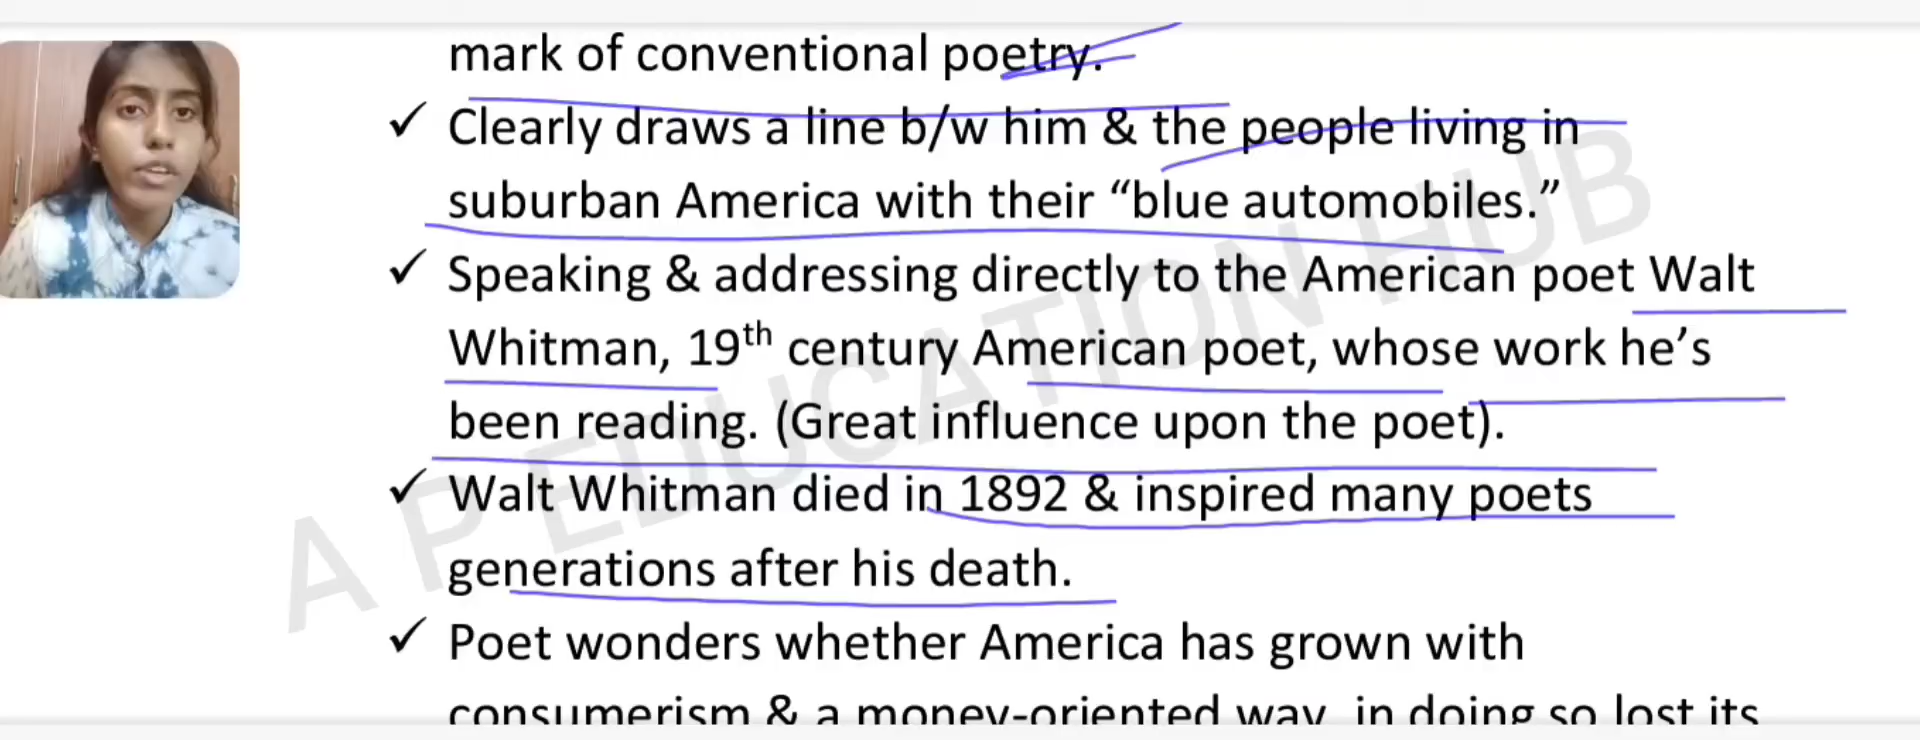 mark of conventional poetry.
✓ Clearly draws a line b/w him & the people living in
suburban America with their “blue automobiles.”
✓ Speaking & addressing directly to the American poet Walt
Whitman, 19th century American poet, whose work he’s
been reading. (Great influence upon the poet).
✓ Walt Whitman died in 1892 & inspired many poets
generations after his death.
✓ Poet wonders whether America has grown with
consumerism & a money-oriented way, in doing so lost its
A P EDUCATION HUB